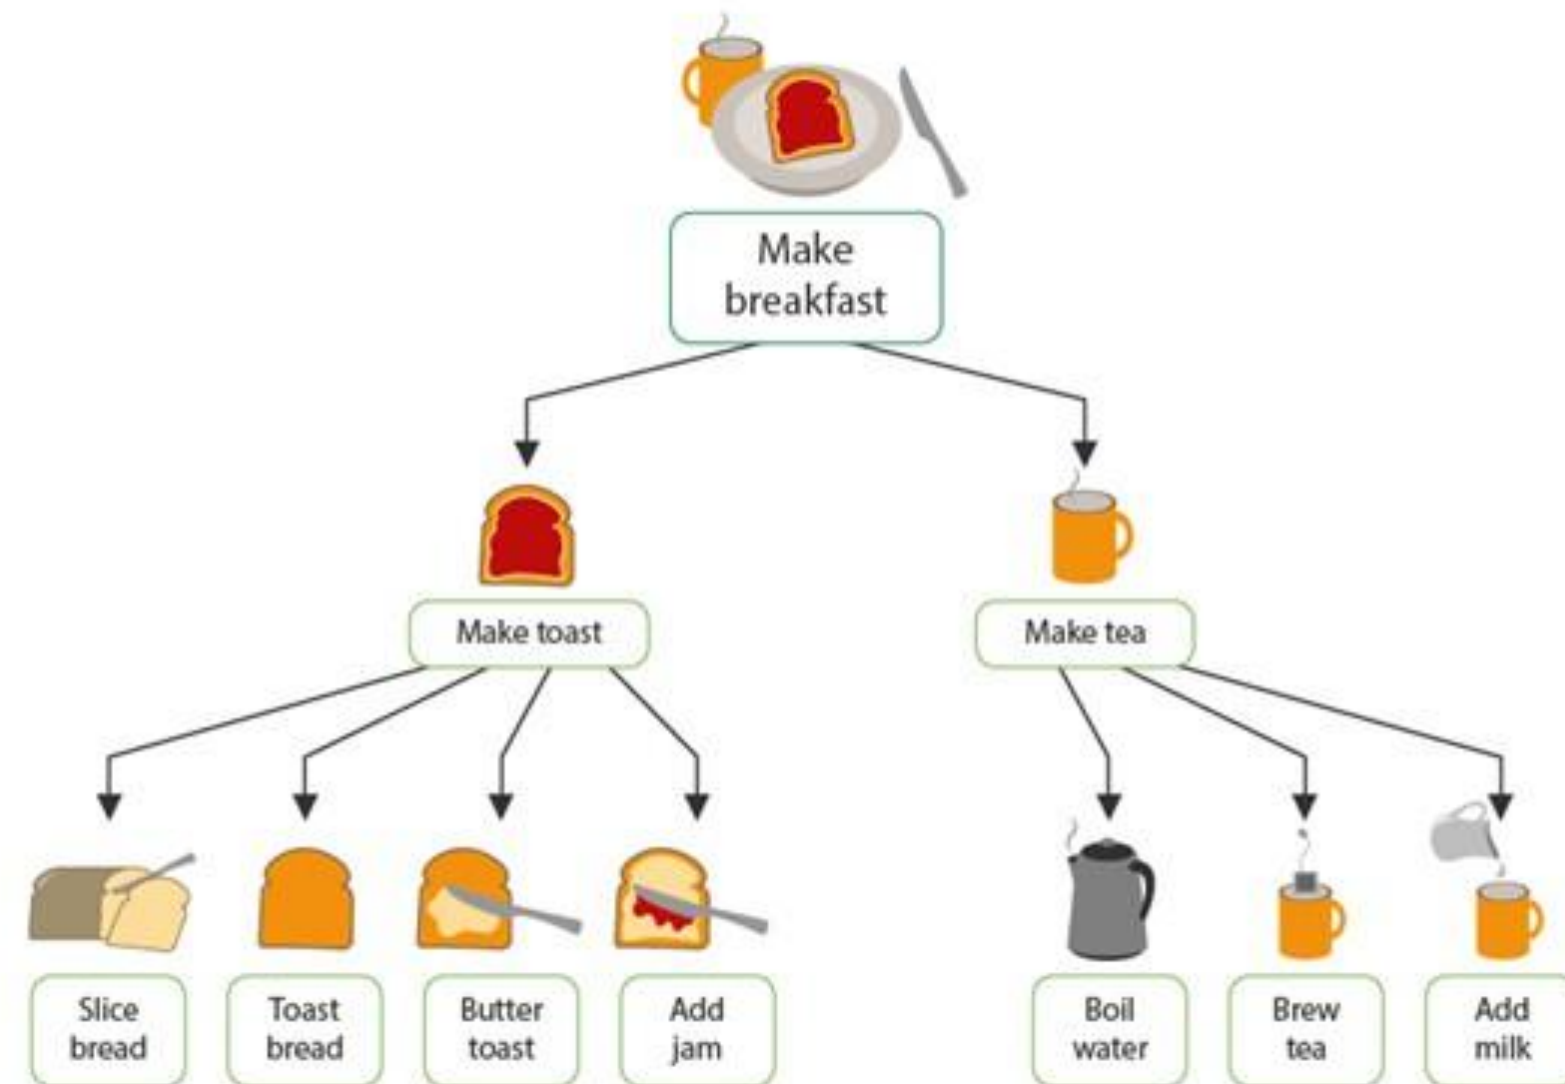 Make
breakfast
Make toast
Make tea
Slice
bread
Toast
bread
Butter
toast
Add
jam
Boil
water
Brew
tea
Add
milk